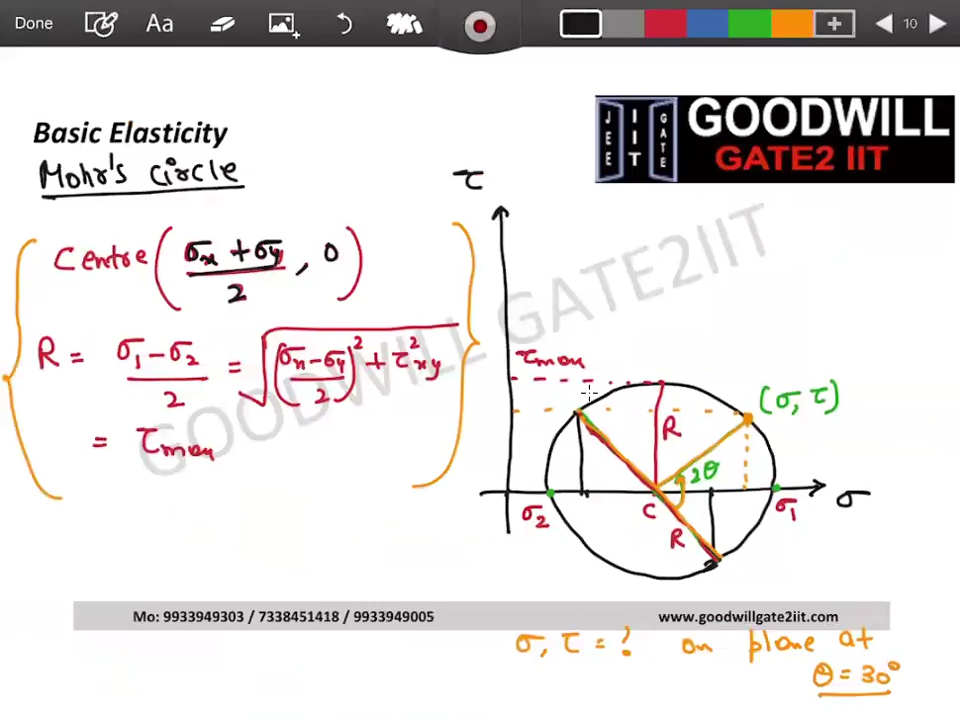 Done Aa 10
Basic Elasticity
Mohr's circle
JEE IIT GATE GOODWILL
GATE2 IIT
τ
Centre ( σx + σy / 2 , 0 )
R = σ1 - σ2 / 2 = √((σx - σy / 2)² + τ²xy)
= τmax
GOODWILL GATE2IIT
τmax
(σ, τ)
R
2θ
σ2 C σ1 σ
R
Mo: 9933949303 / 7338451418 / 9933949005 www.goodwillgate2iit.com
σ, τ = ? on plane at
θ = 30°